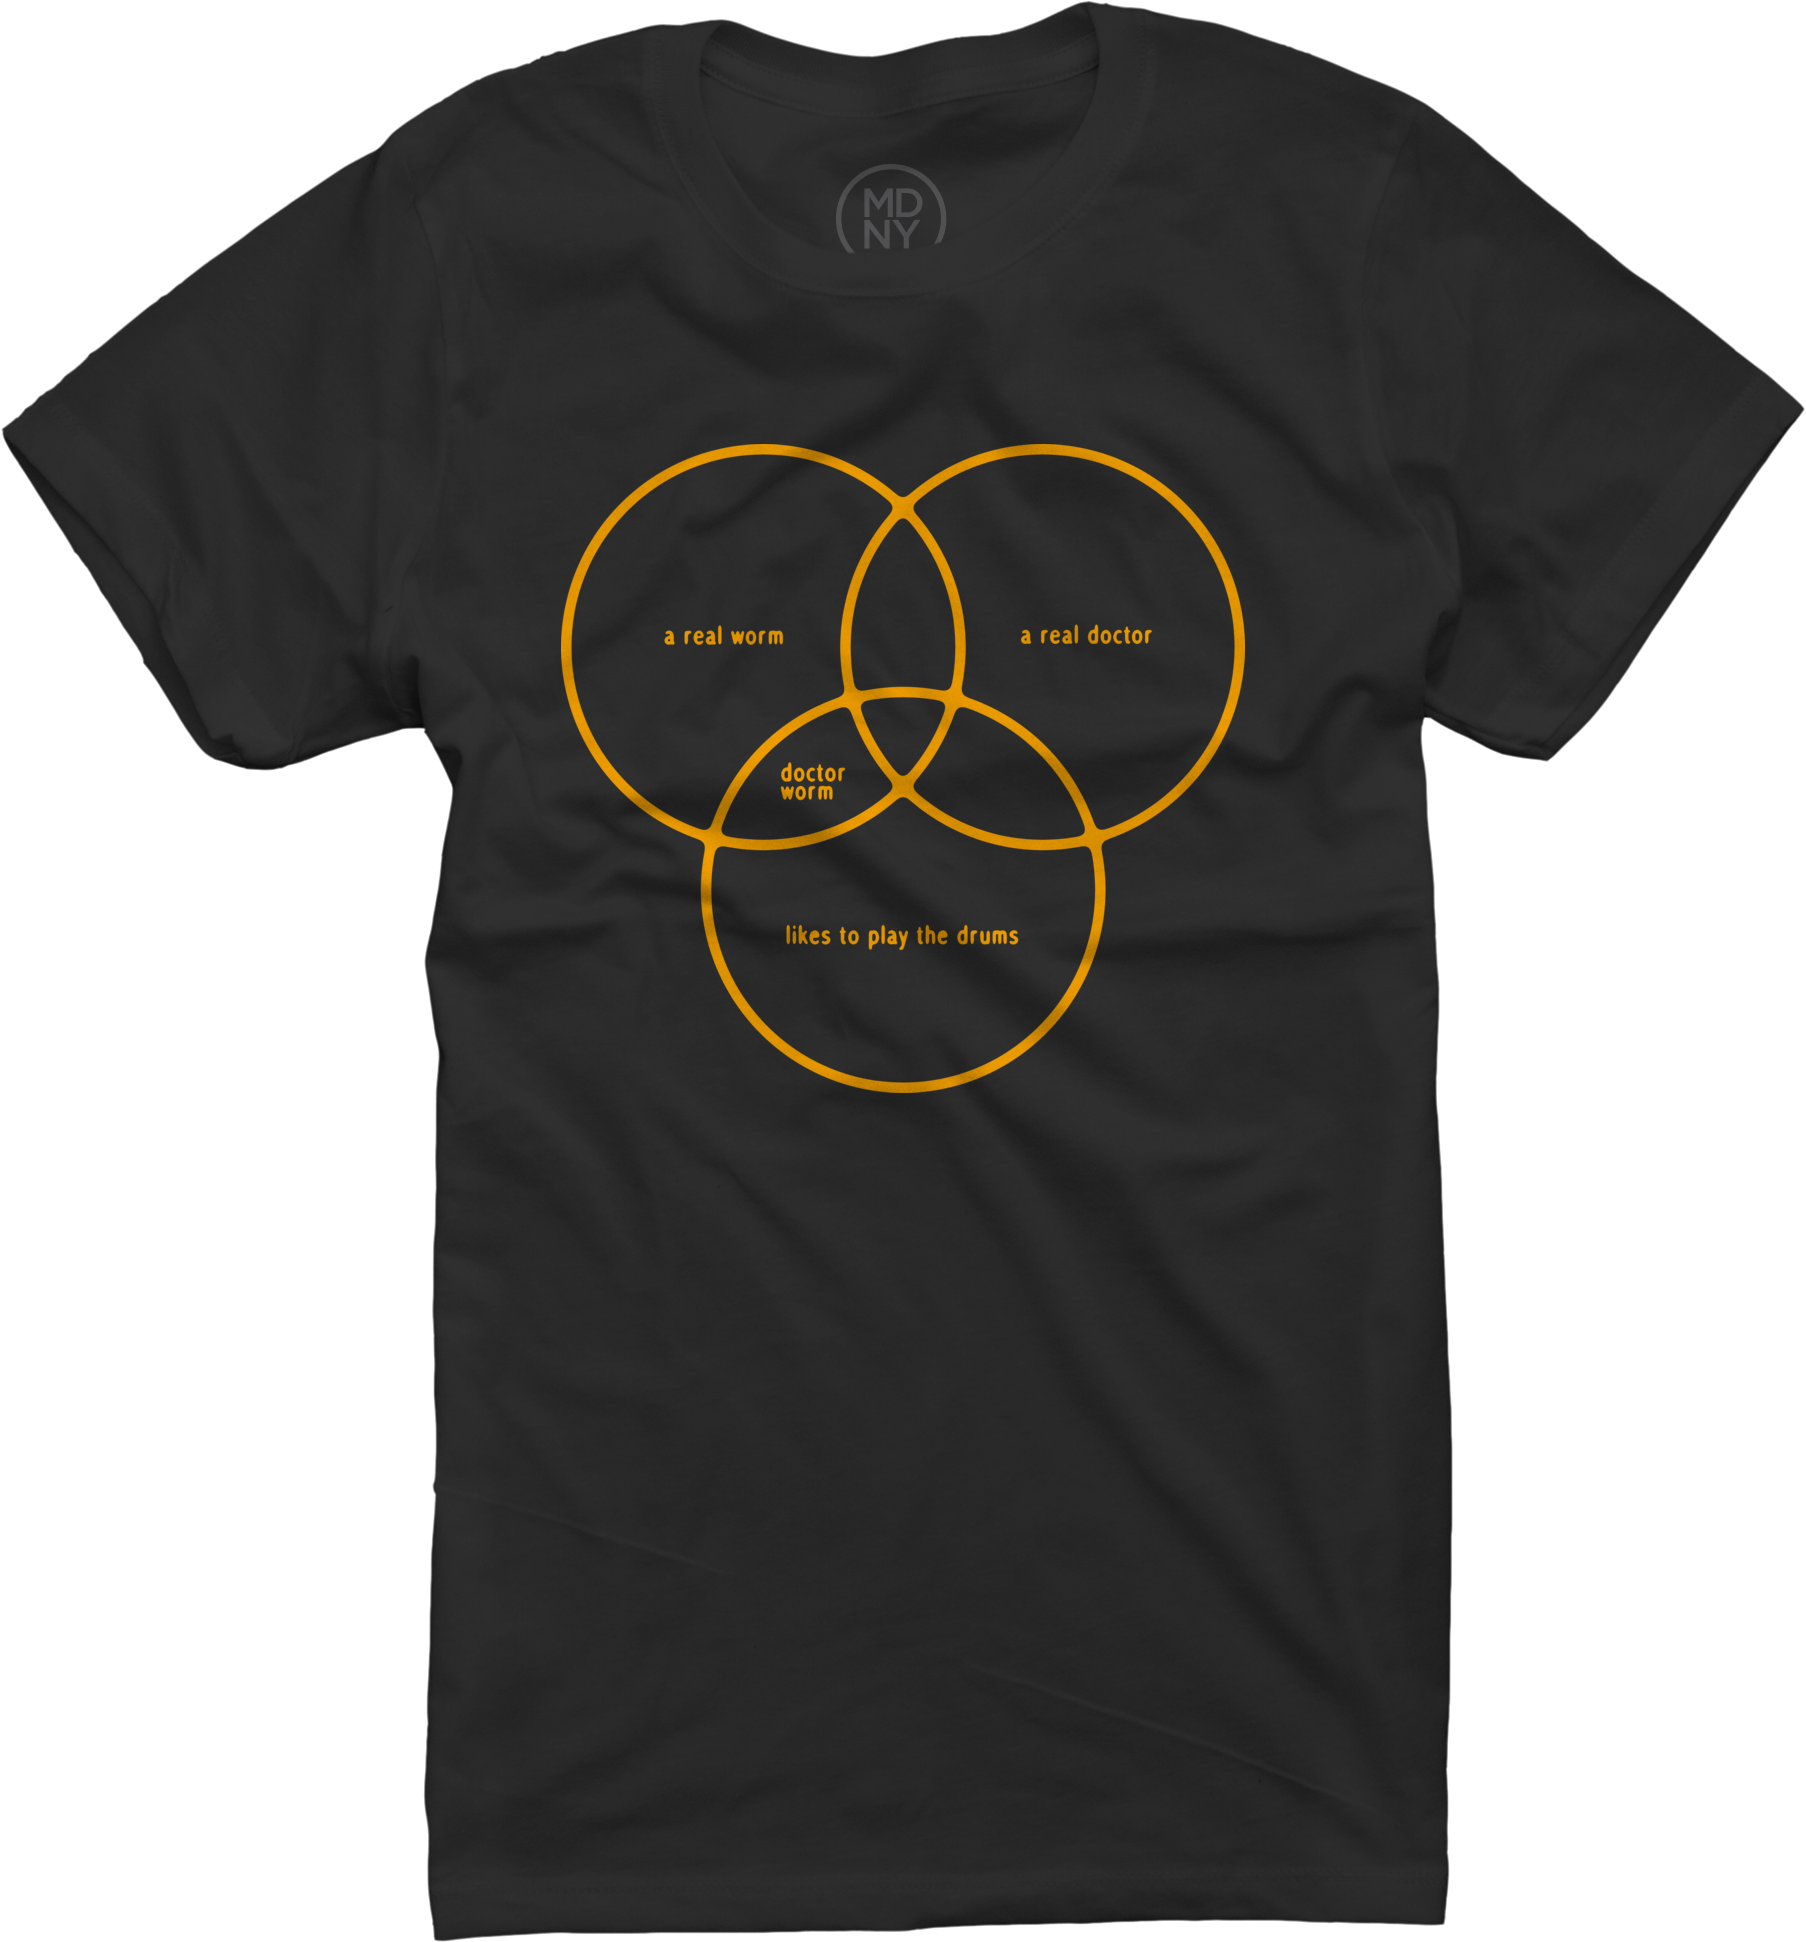 MD
NY
a real worm
a real doctor
doctor
worm
likes to play the drums